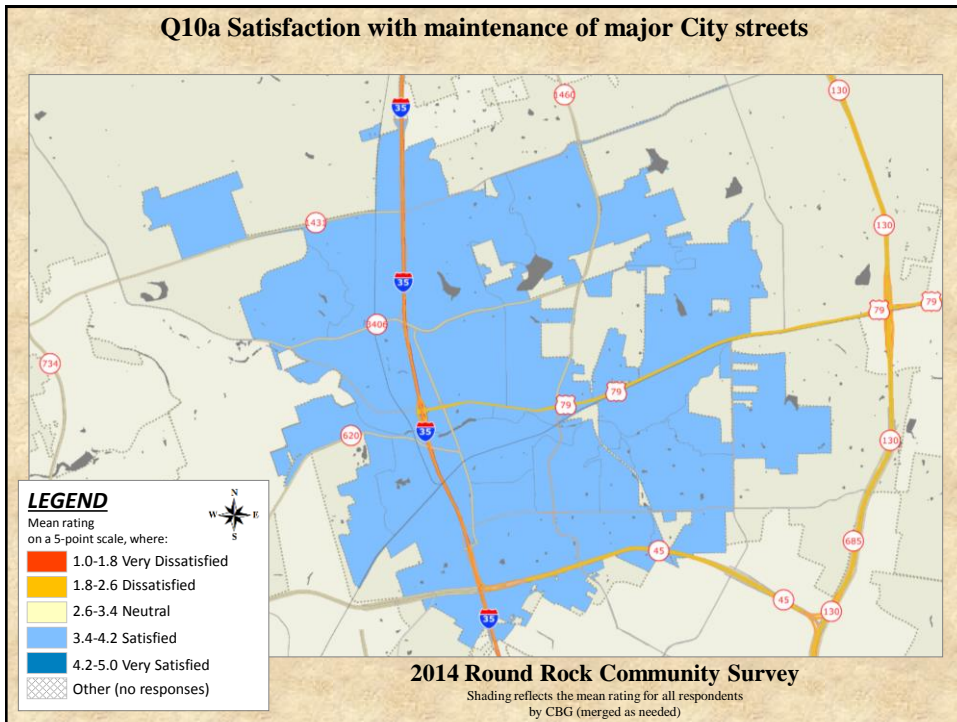 Q10a Satisfaction with maintenance of major City streets
35
1460
130
1431
130
35
79
79
3406
734
79
79
620
35
130
45
685
45
130
35
LEGEND
Mean rating
on a 5-point scale, where:
N
W E
S
1.0-1.8 Very Dissatisfied
1.8-2.6 Dissatisfied
2.6-3.4 Neutral
3.4-4.2 Satisfied
4.2-5.0 Very Satisfied
Other (no responses)
2014 Round Rock Community Survey
Shading reflects the mean rating for all respondents
by CBG (merged as needed)